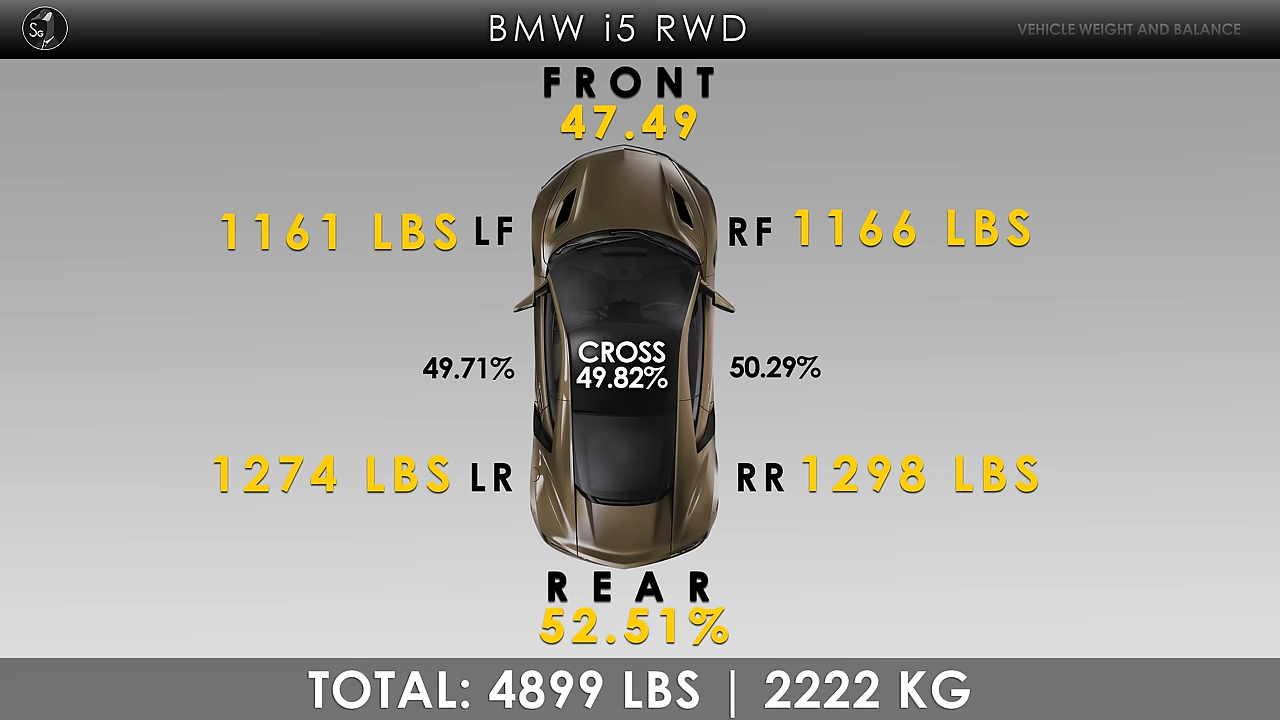 SG
BMW i5 RWD
VEHICLE WEIGHT AND BALANCE
FRONT
47.49
1161 LBS LF
RF 1166 LBS
49.71%
CROSS
49.82%
50.29%
1274 LBS LR
RR 1298 LBS
REAR
52.51%
TOTAL: 4899 LBS | 2222 KG